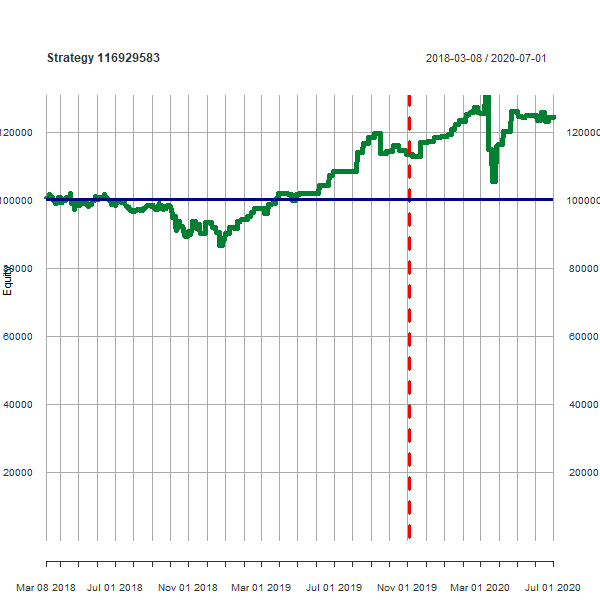 Strategy 116929583 2018-03-08 / 2020-07-01
120000 120000
100000 100000
80000 80000
Equity
60000 60000
40000 40000
20000 20000
Mar 08 2018 Jul 01 2018 Nov 01 2018 Mar 01 2019 Jul 01 2019 Nov 01 2019 Mar 01 2020 Jul 01 2020